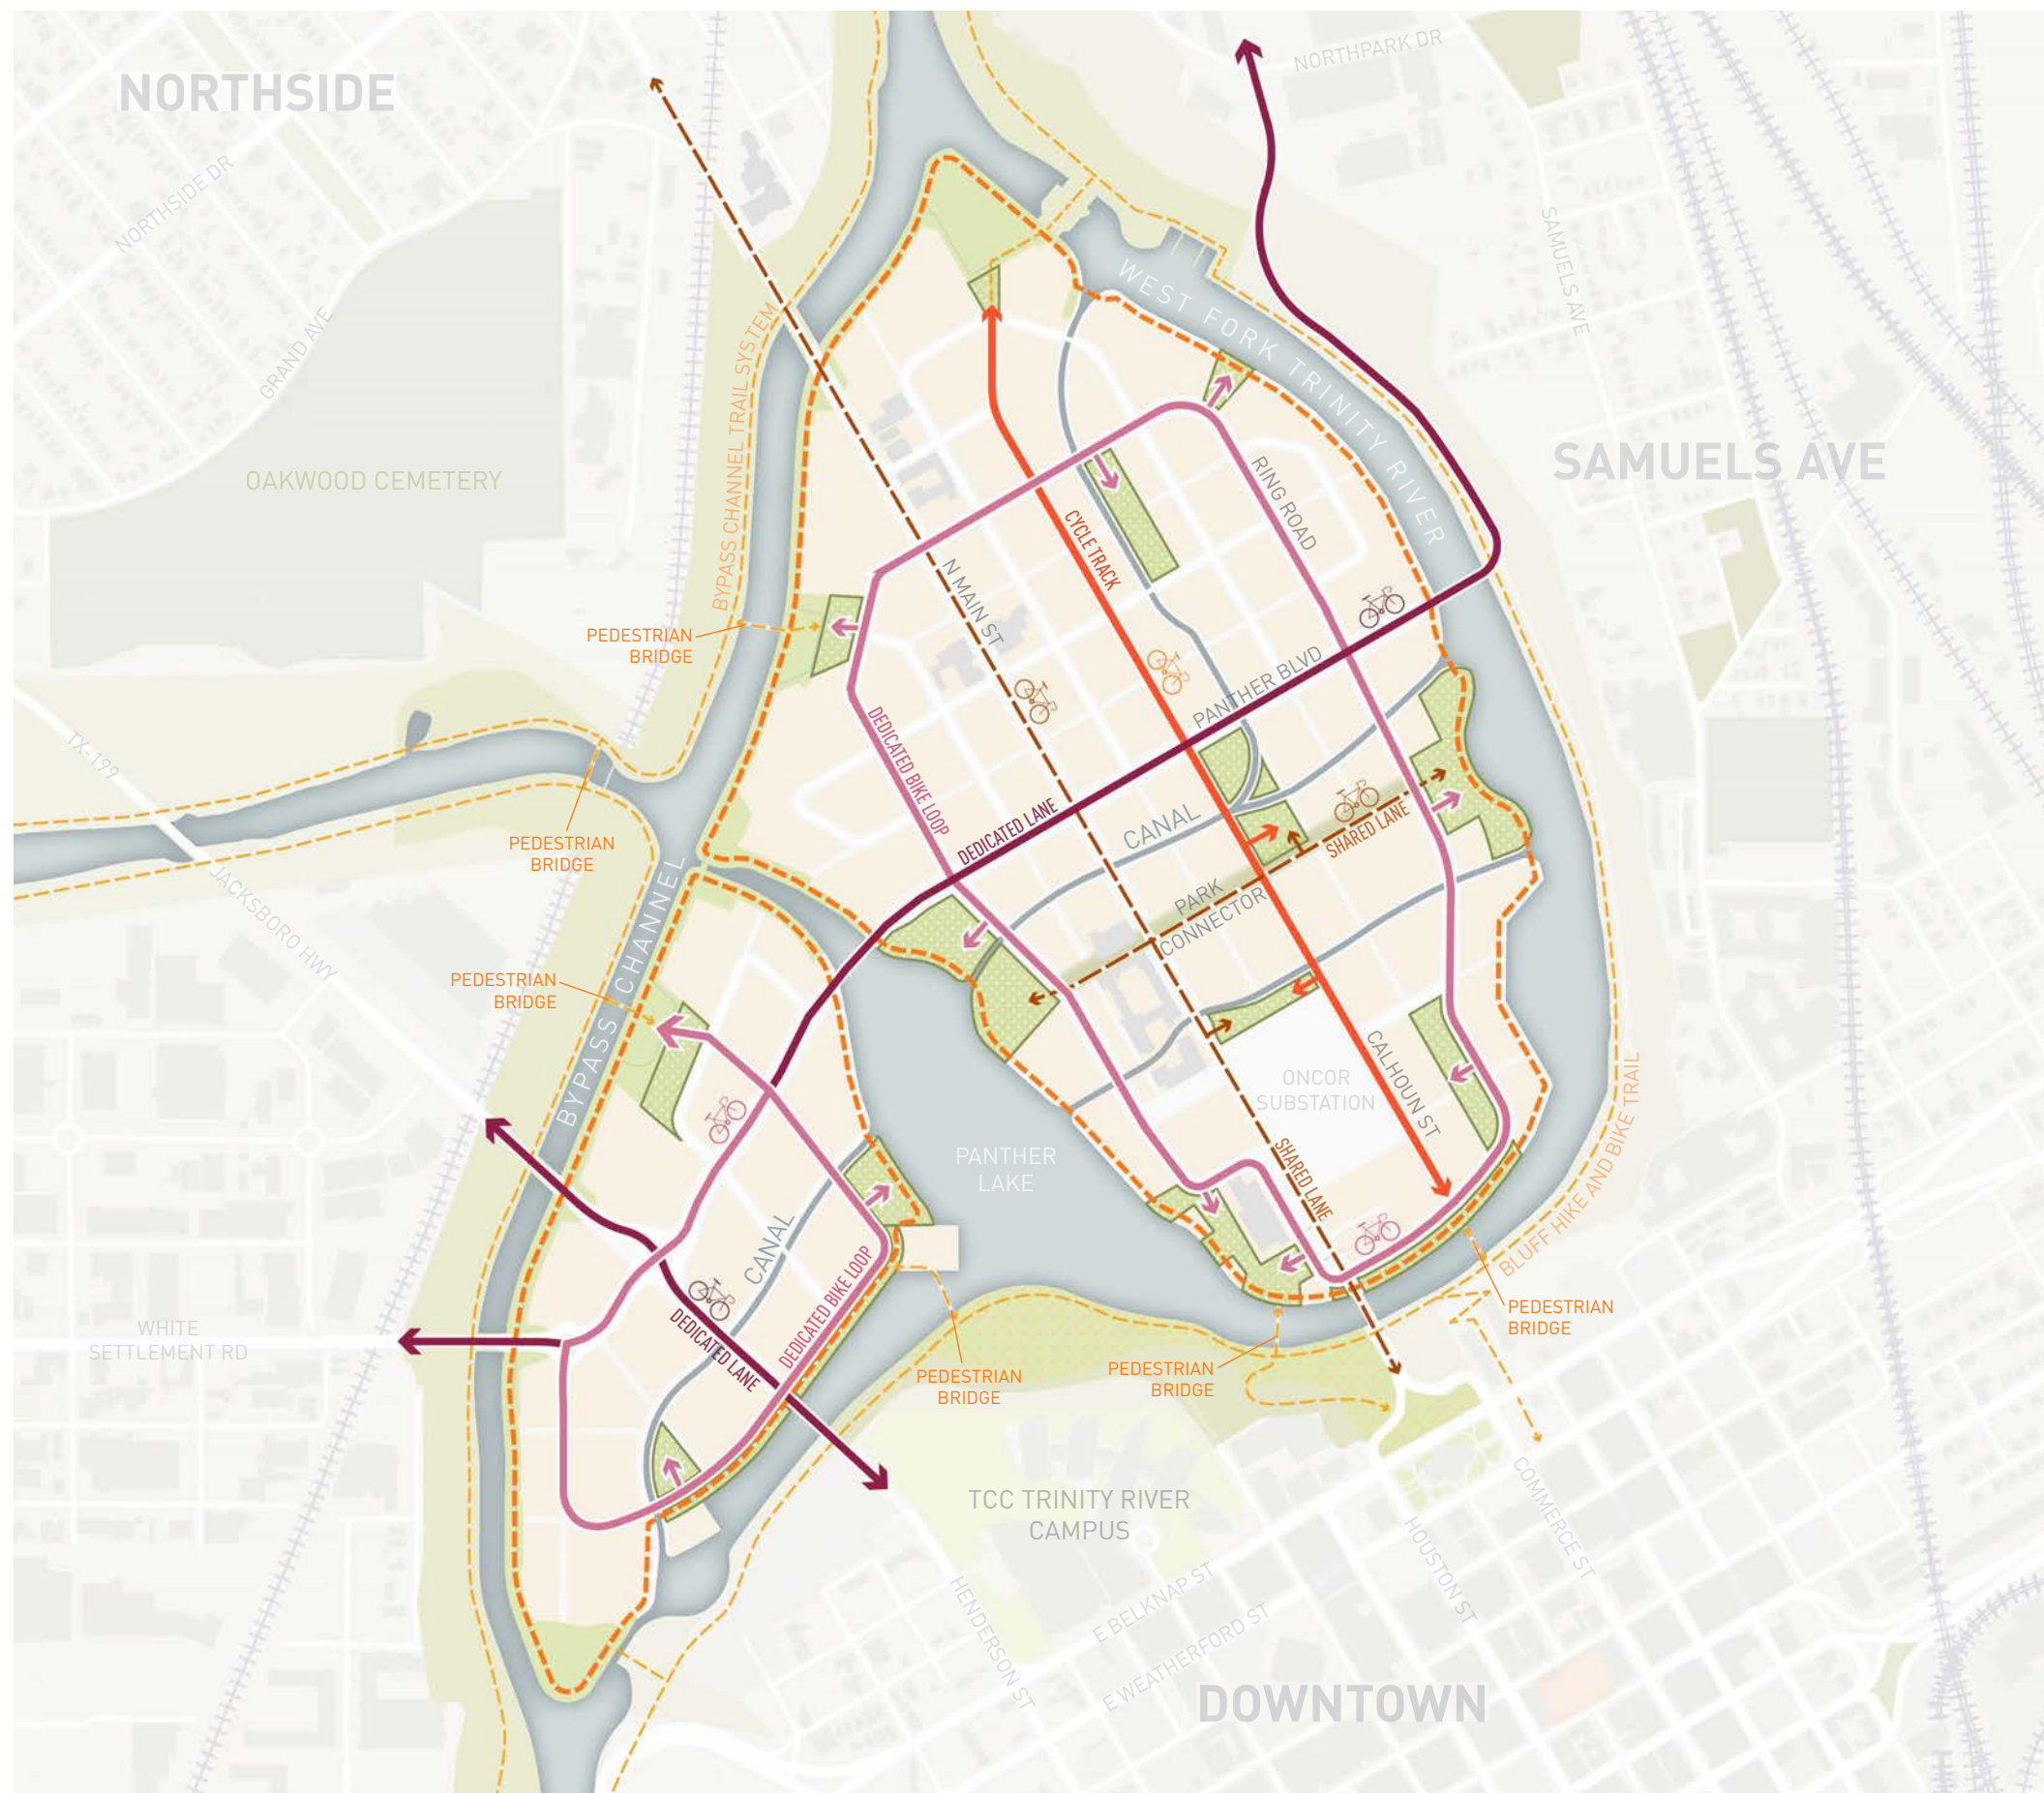 NORTHSIDE
NORTHPARK DR
NORTHSIDE DR
SAMUELS AVE
WEST FORK TRINITY RIVER
GRAND AVE
BYPASS CHANNEL TRAIL SYSTEM
SAMUELS AVE
OAKWOOD CEMETERY
RING ROAD
CYCLE TRACK
N MAIN ST
PEDESTRIAN
BRIDGE
PANTHER BLVD
DEDICATED BIKE LOOP
TX-199
DEDICATED LANE
CANAL
SHARED LANE
PEDESTRIAN
BRIDGE
PARK
CONNECTOR
JACKSBORO HWY
BYPASS CHANNEL
PEDESTRIAN
BRIDGE
CALHOUN ST
ONCOR
SUBSTATION
PANTHER
LAKE
SHARED LANE
BLUFF HIKE AND BIKE TRAIL
CANAL
DEDICATED BIKE LOOP
DEDICATED LANE
WHITE
SETTLEMENT RD
PEDESTRIAN
BRIDGE
PEDESTRIAN
BRIDGE
PEDESTRIAN
BRIDGE
TCC TRINITY RIVER
CAMPUS
COMMERCE ST
HOUSTON ST
HENDERSON ST
E BELKNAP ST
E WEATHERFORD ST
DOWNTOWN